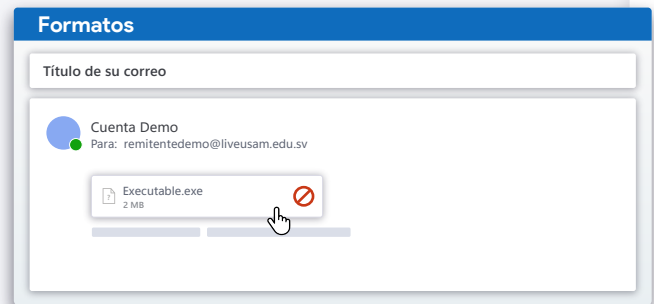 Formatos
Título de su correo
Cuenta Demo
Para: remitentedemo@liveusam.edu.sv
?
Executable.exe
2 MB